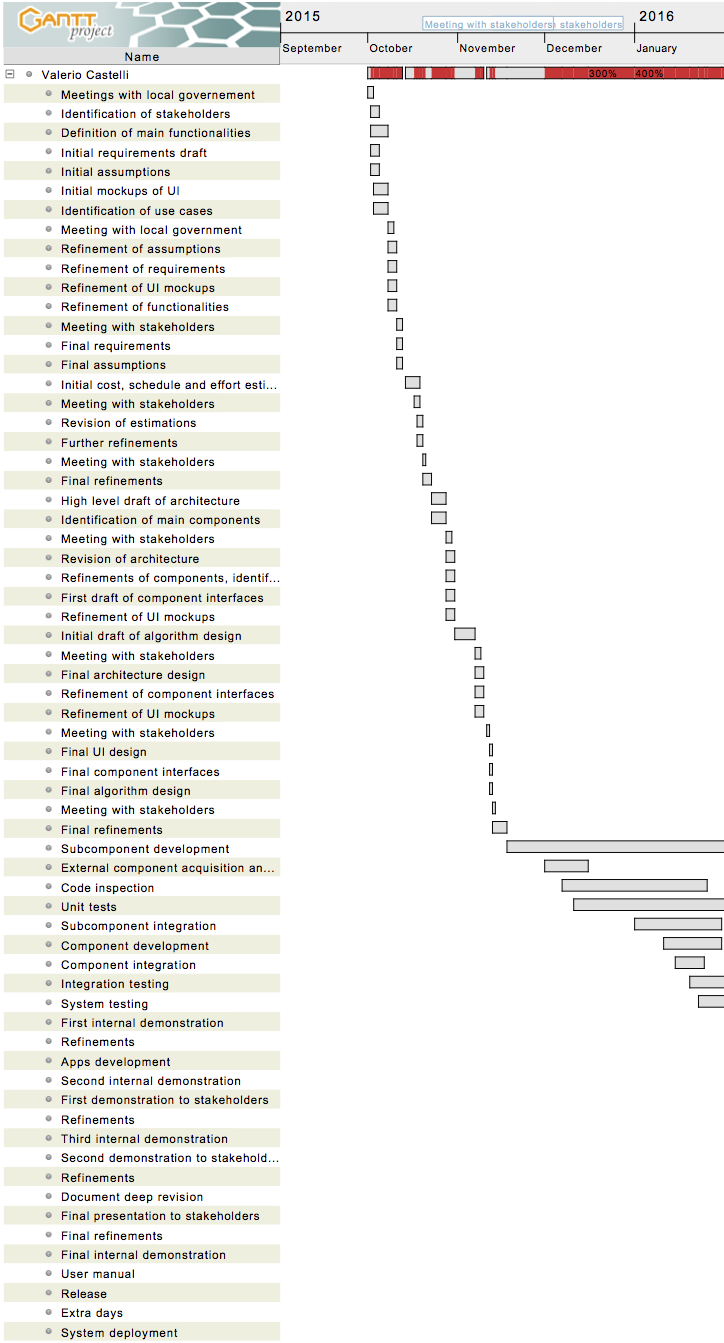 GANTT
project
2015
Meeting with stakeholders
stakeholders
2016
Name
September
October
November
December
January
Valerio Castelli
300%
400%
Meetings with local governement
Identification of stakeholders
Definition of main functionalities
Initial requirements draft
Initial assumptions
Initial mockups of UI
Identification of use cases
Meeting with local government
Refinement of assumptions
Refinement of requirements
Refinement of UI mockups
Refinement of functionalities
Meeting with stakeholders
Final requirements
Final assumptions
Initial cost, schedule and effort esti...
Meeting with stakeholders
Revision of estimations
Further refinements
Meeting with stakeholders
Final refinements
High level draft of architecture
Identification of main components
Meeting with stakeholders
Revision of architecture
Refinements of components, identif...
First draft of component interfaces
Refinement of UI mockups
Initial draft of algorithm design
Meeting with stakeholders
Final architecture design
Refinement of component interfaces
Refinement of UI mockups
Meeting with stakeholders
Final UI design
Final component interfaces
Final algorithm design
Meeting with stakeholders
Final refinements
Subcomponent development
External component acquisition an...
Code inspection
Unit tests
Subcomponent integration
Component development
Component integration
Integration testing
System testing
First internal demonstration
Refinements
Apps development
Second internal demonstration
First demonstration to stakeholders
Refinements
Third internal demonstration
Second demonstration to stakehold...
Refinements
Document deep revision
Final presentation to stakeholders
Final refinements
Final internal demonstration
User manual
Release
Extra days
System deployment